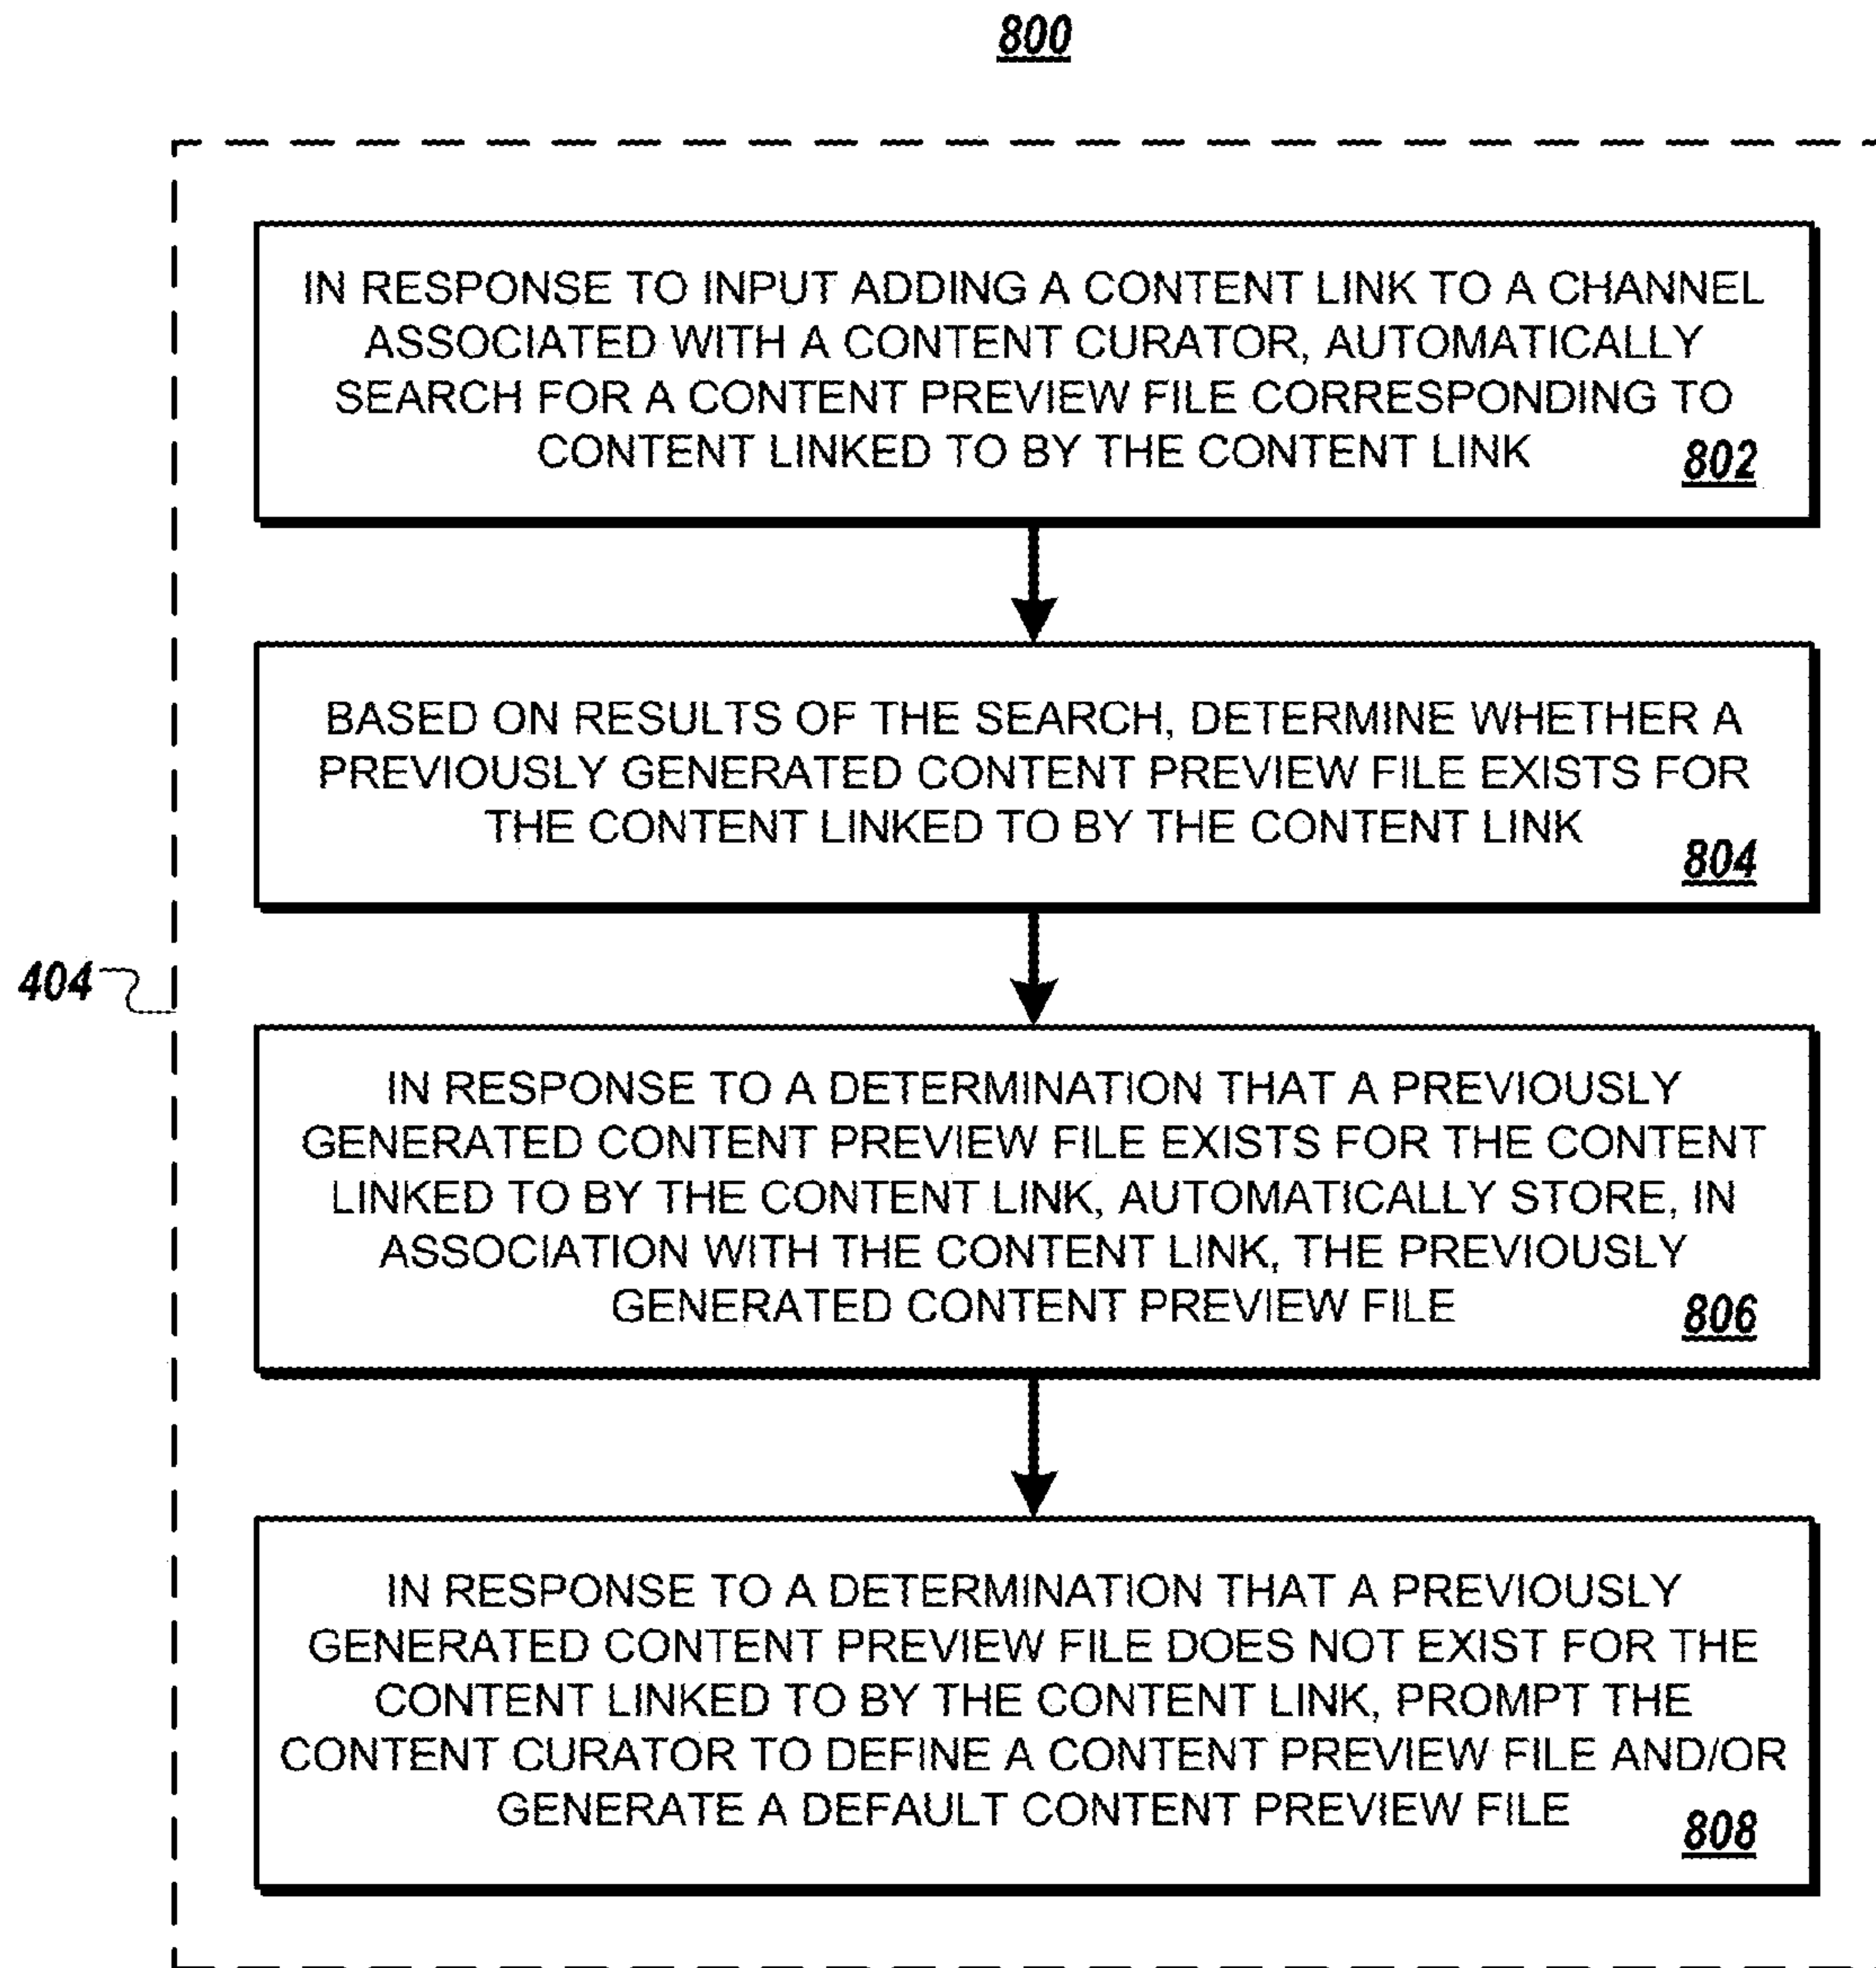 800
IN RESPONSE TO INPUT ADDING A CONTENT LINK TO A CHANNEL
ASSOCIATED WITH A CONTENT CURATOR, AUTOMATICALLY
SEARCH FOR A CONTENT PREVIEW FILE CORRESPONDING TO
CONTENT LINKED TO BY THE CONTENT LINK
802
BASED ON RESULTS OF THE SEARCH, DETERMINE WHETHER A
PREVIOUSLY GENERATED CONTENT PREVIEW FILE EXISTS FOR
THE CONTENT LINKED TO BY THE CONTENT LINK
804
404
IN RESPONSE TO A DETERMINATION THAT A PREVIOUSLY
GENERATED CONTENT PREVIEW FILE EXISTS FOR THE CONTENT
LINKED TO BY THE CONTENT LINK, AUTOMATICALLY STORE, IN
ASSOCIATION WITH THE CONTENT LINK, THE PREVIOUSLY
GENERATED CONTENT PREVIEW FILE
806
IN RESPONSE TO A DETERMINATION THAT A PREVIOUSLY
GENERATED CONTENT PREVIEW FILE DOES NOT EXIST FOR THE
CONTENT LINKED TO BY THE CONTENT LINK, PROMPT THE
CONTENT CURATOR TO DEFINE A CONTENT PREVIEW FILE AND/OR
GENERATE A DEFAULT CONTENT PREVIEW FILE
808